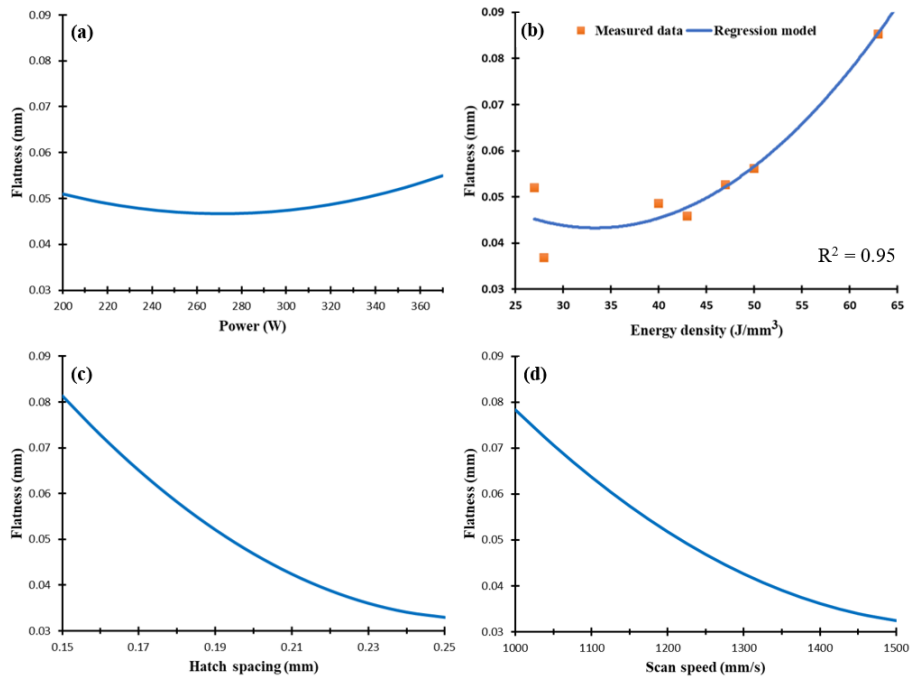 (a)
Flatness (mm)
0.09
0.08
0.07
0.06
0.05
0.04
0.03
200 220 240 260 280 300 320 340 360
Power (W)
(b)
Measured data Regression model
Flatness (mm)
0.09
0.08
0.07
0.06
0.05
0.04
0.03
R² = 0.95
25 30 35 40 45 50 55 60 65
Energy density (J/mm³)
(c)
Flatness (mm)
0.09
0.08
0.07
0.06
0.05
0.04
0.03
0.15 0.17 0.19 0.21 0.23 0.25
Hatch spacing (mm)
(d)
Flatness (mm)
0.09
0.08
0.07
0.06
0.05
0.04
0.03
1000 1100 1200 1300 1400 1500
Scan speed (mm/s)